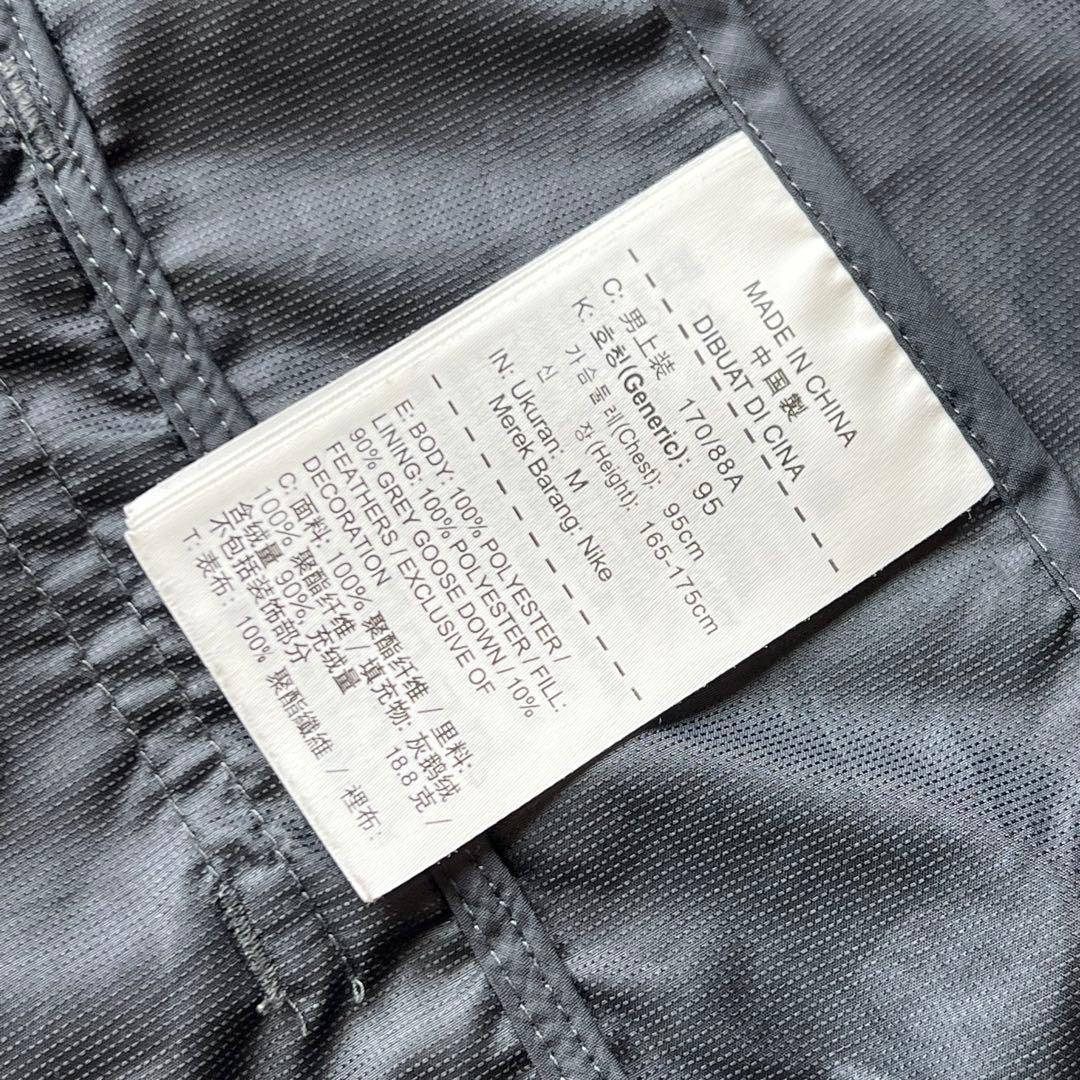 MADE IN CHINA
中国製
DIBUAT DI CINA
C: 男上装 170/88A
K: 호칭(Generic): 95
가슴둘레(Chest): 95cm
신 장(Height): 165-175cm
IN: Ukuran: M
Merek Barang: Nike
E: BODY: 100% POLYESTER /
LINING: 100% POLYESTER / FILL:
90% GREY GOOSE DOWN / 10%
FEATHERS / EXCLUSIVE OF
DECORATION
C: 面料: 100% 聚酯纤维 / 里料:
100% 聚酯纤维 / 填充物: 灰鹅绒
含绒量 90%, 充绒量 18.8 克 /
不包括装饰部分
T: 表布: 100% 聚酯纖維 / 裡布: